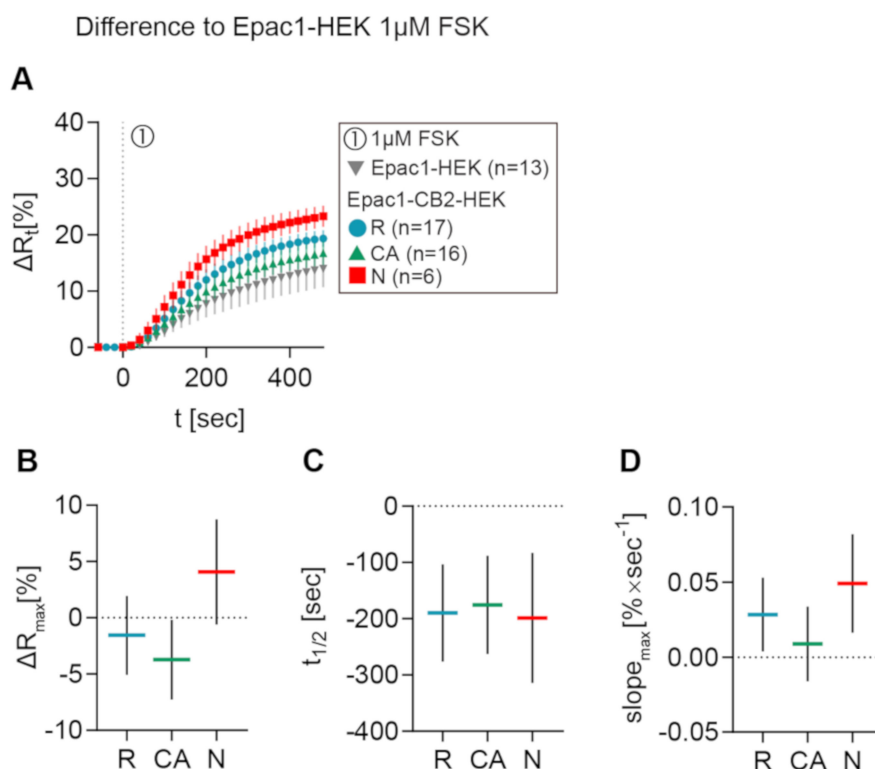 Difference to Epac1-HEK 1µM FSK
A
ΔRt[%]
40
30
20
10
0
0
200
400
t [sec]
①
① 1µM FSK
Epac1-HEK (n=13)
Epac1-CB2-HEK
R (n=17)
CA (n=16)
N (n=6)
B
ΔRmax[%]
10
5
0
-5
-10
R CA N
C
t1/2 [sec]
0
-100
-200
-300
-400
R CA N
D
slopemax[%×sec-1]
0.10
0.05
0.00
-0.05
R CA N